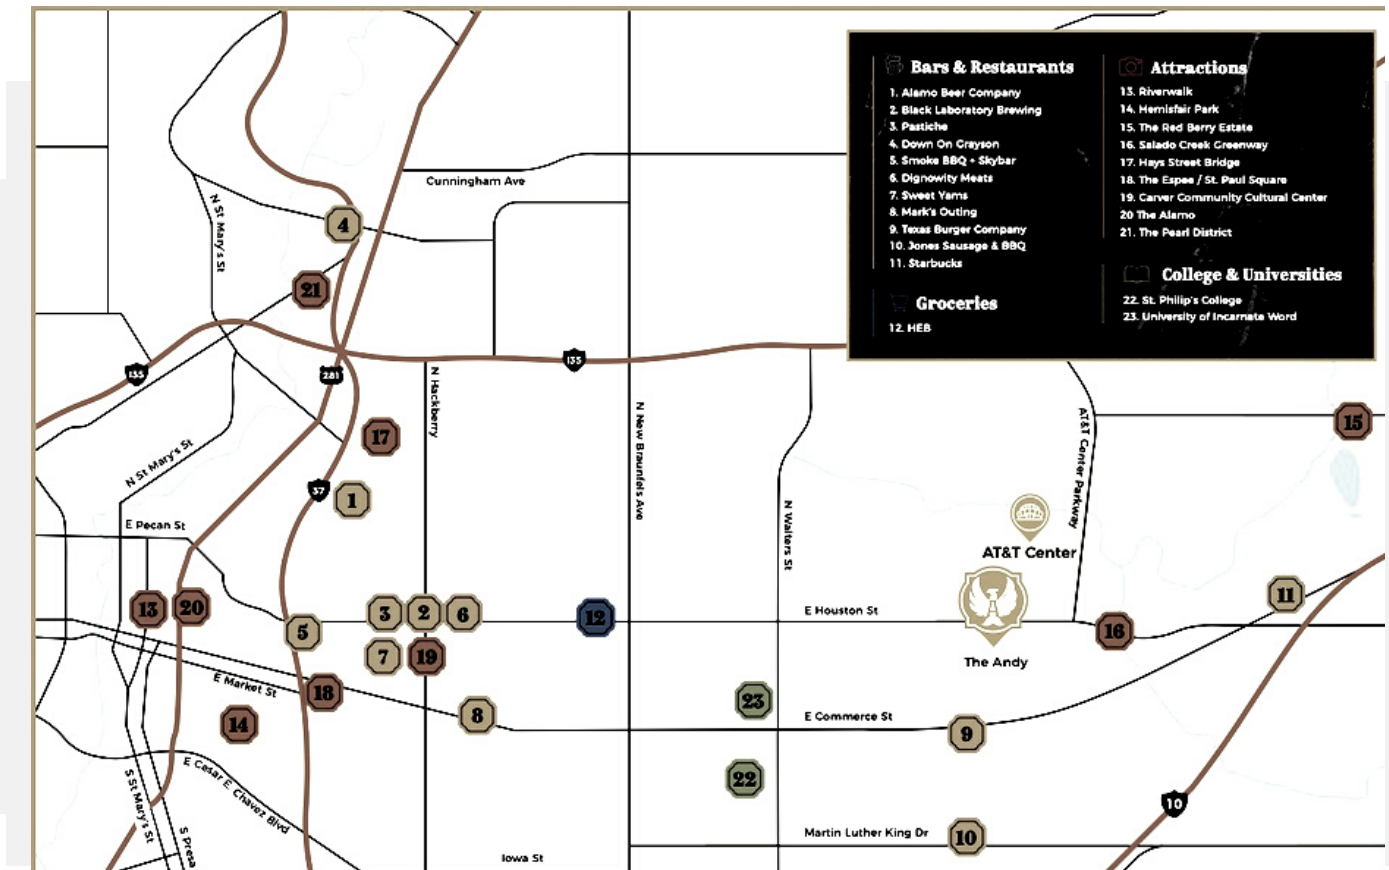 Bars & Restaurants
1. Alamo Beer Company
2. Black Laboratory Brewing
3. Pastiche
4. Down On Grayson
5. Smoke BBQ + Skybar
6. Dignowity Meats
7. Sweet Yams
8. Mark's Outing
9. Texas Burger Company
10. Jones Sausage & BBQ
11. Starbucks
Groceries
12. HEB
Attractions
13. Riverwalk
14. Hemisfair Park
15. The Red Berry Estate
16. Salado Creek Greenway
17. Hays Street Bridge
18. The Espee / St. Paul Square
19. Carver Community Cultural Center
20 The Alamo
21. The Pearl District
College & Universities
22. St. Philip's College
23. University of Incarnate Word
Cunningham Ave
N St Mary's St
4
21
135
281
135
N Hackberry
N New Braunfels Ave
AT&T Center Parkway
15
17
N St Mary's St
37
1
N Walters St
E Pecan St
AT&T Center
13
20
3
2
6
12
5
E Houston St
The Andy
11
16
7
19
E Market St
18
14
8
23
E Commerce St
9
22
E Cesar E. Chavez Blvd
S St Mary's St
S Presa
10
Martin Luther King Dr
10
Iowa St